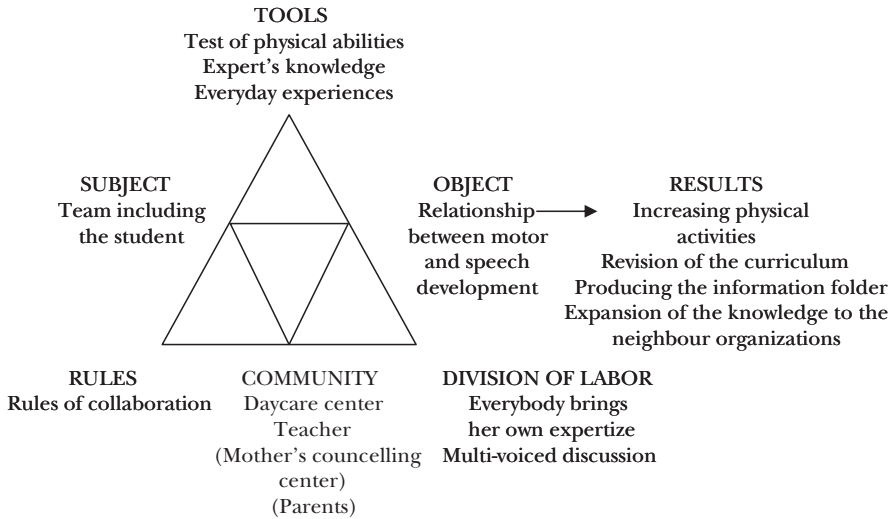 TOOLS
Test of physical abilities
Expert's knowledge
Everyday experiences
SUBJECT
Team including
the student
OBJECT
Relationship
between motor
and speech
development
RESULTS
Increasing physical
activities
Revision of the curriculum
Producing the information folder
Expansion of the knowledge to the
neighbour organizations
RULES
Rules of collaboration
COMMUNITY
Daycare center
Teacher
(Mother's councelling
center)
(Parents)
DIVISION OF LABOR
Everybody brings
her own expertize
Multi-voiced discussion